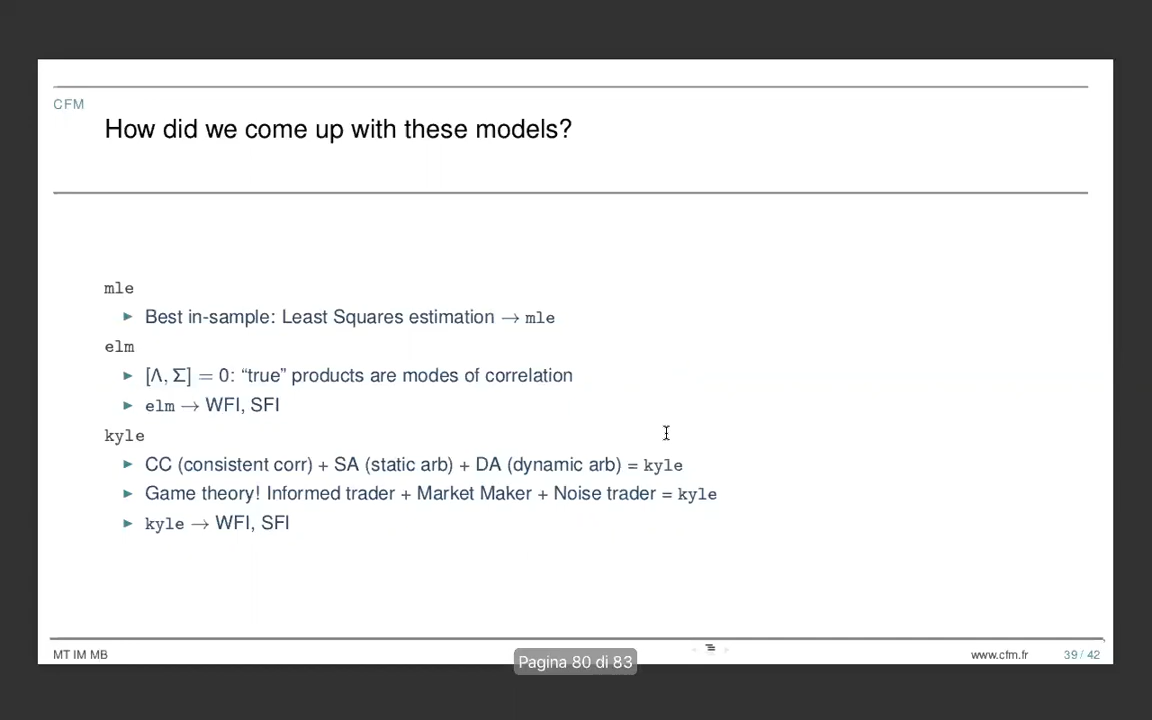 CFM
How did we come up with these models?
mle
► Best in-sample: Least Squares estimation → mle
elm
► [Λ, Σ] = 0: “true” products are modes of correlation
► elm → WFI, SFI
kyle
► CC (consistent corr) + SA (static arb) + DA (dynamic arb) = kyle
► Game theory! Informed trader + Market Maker + Noise trader = kyle
► kyle → WFI, SFI
MT IM MB
Pagina 80 di 83
www.cfm.fr
39 / 42